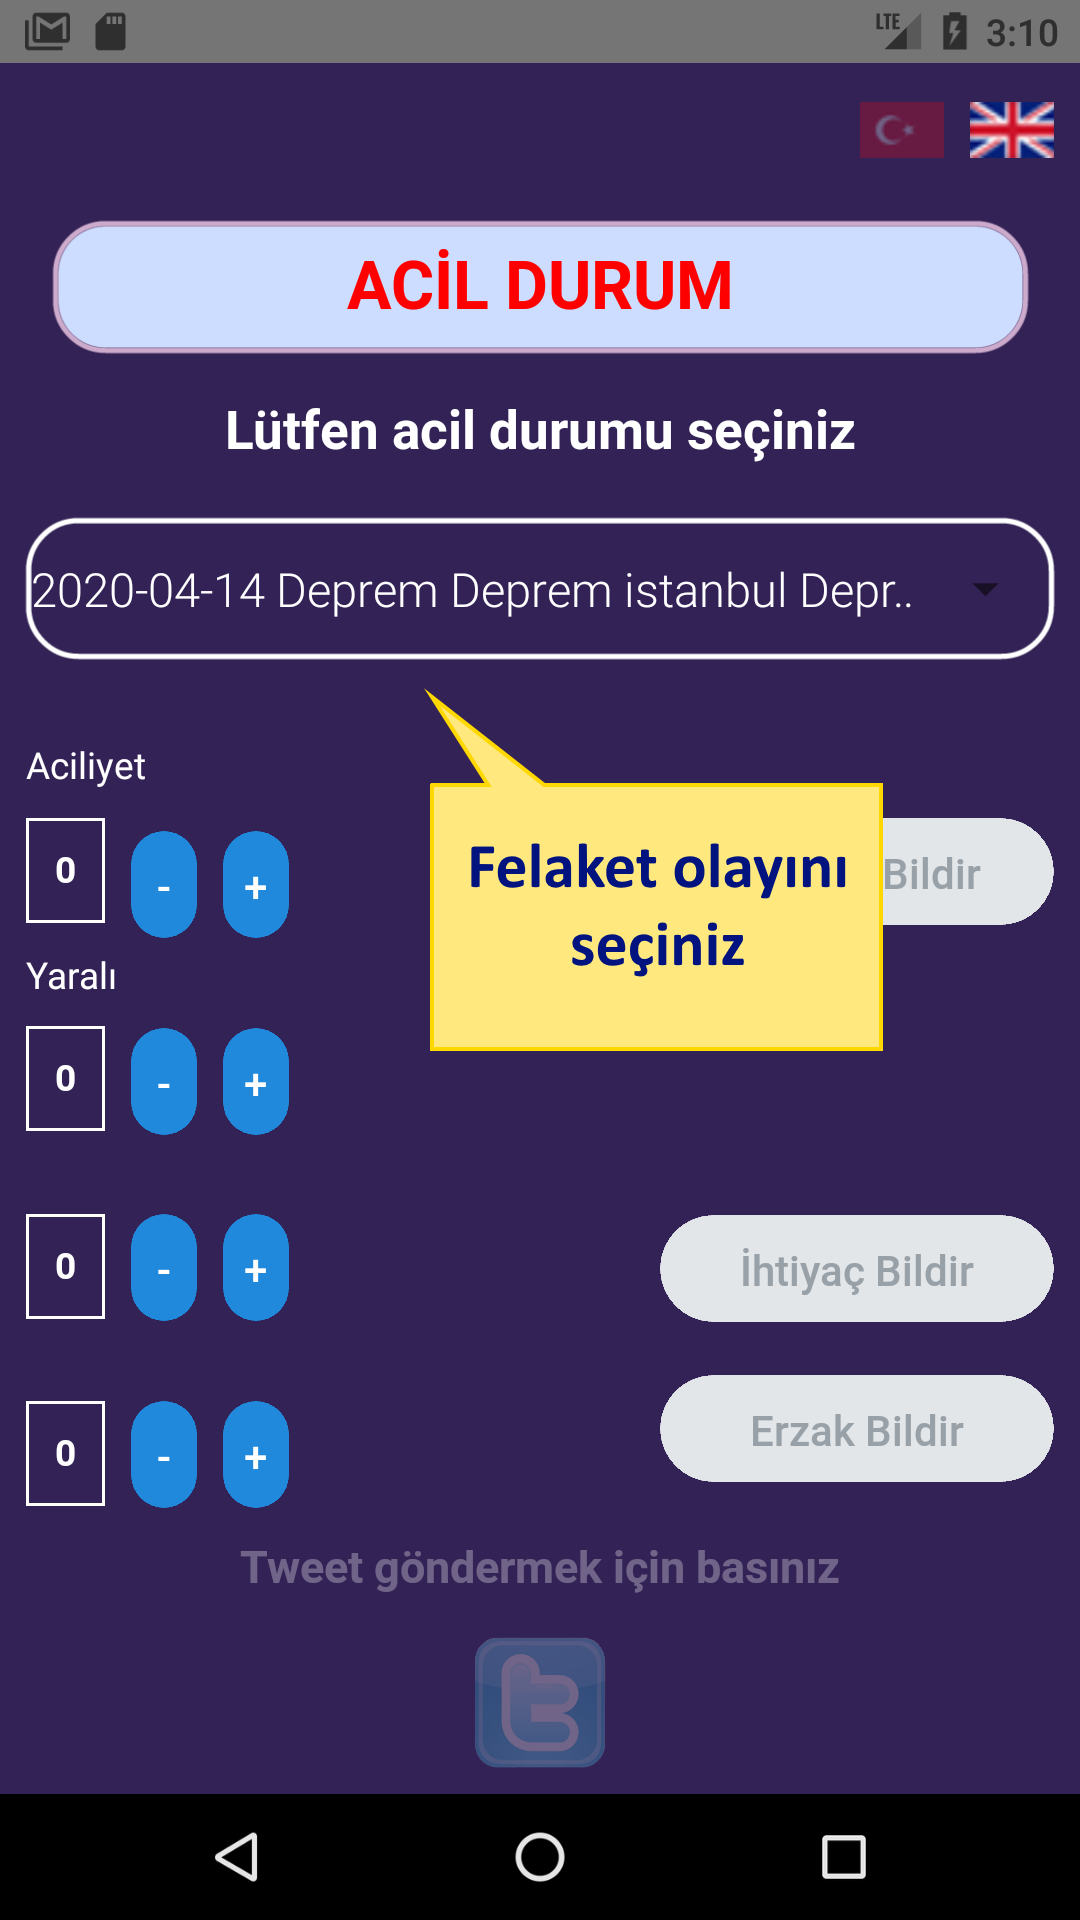 LTE 3:10
ACİL DURUM
Lütfen acil durumu seçiniz
2020-04-14 Deprem Deprem istanbul Depr..
Aciliyet
Felaket olayını
seçiniz
0 - + Bildir
Yaralı
0 - +
0 - + İhtiyaç Bildir
Erzak Bildir
0 - +
Tweet göndermek için basınız